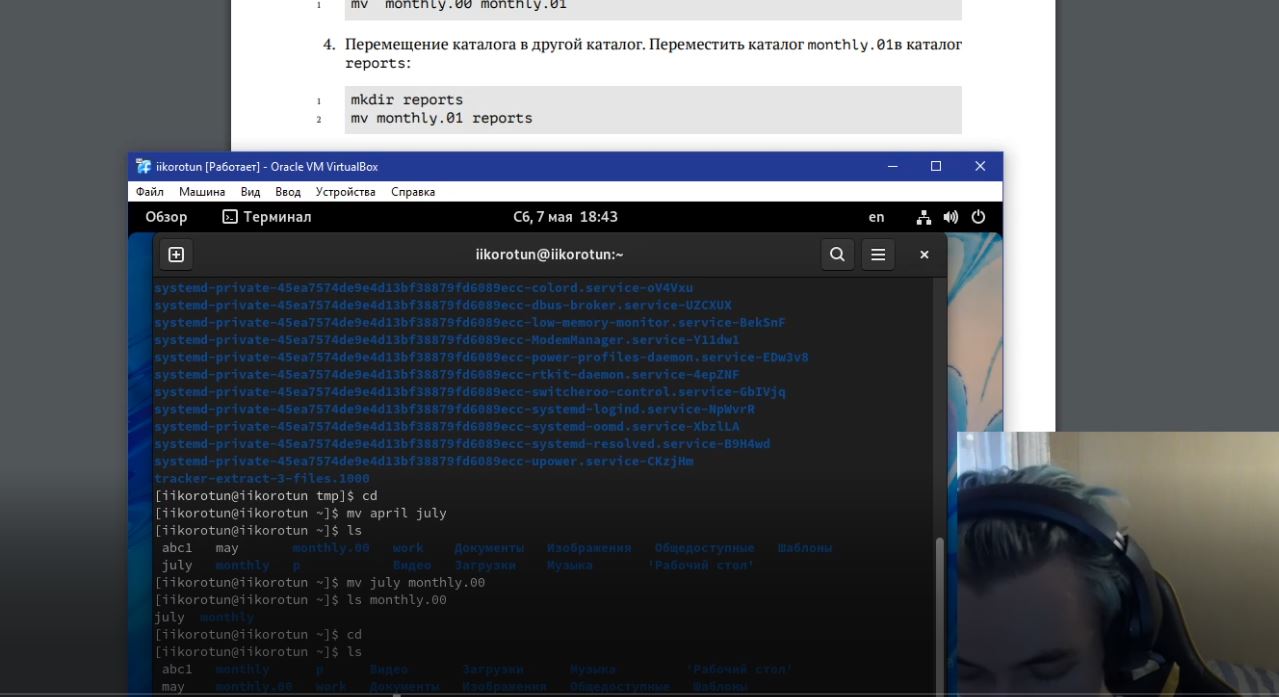 1 mv monthly.00 monthly.01
4. Перемещение каталога в другой каталог. Переместить каталог monthly.01в каталог
reports:
1 mkdir reports
2 mv monthly.01 reports
iikorotun [Работает] - Oracle VM VirtualBox
Файл Машина Вид Ввод Устройства Справка
Обзор Терминал Сб, 7 мая 18:43 en
iikorotun@iikorotun:~
systemd-private-45ea7574de9e4d13bf38879fd6089ecc-colord.service-oV4Vxu
systemd-private-45ea7574de9e4d13bf38879fd6089ecc-dbus-broker.service-UZCXUX
systemd-private-45ea7574de9e4d13bf38879fd6089ecc-low-memory-monitor.service-BekSnF
systemd-private-45ea7574de9e4d13bf38879fd6089ecc-ModemManager.service-Y11dw1
systemd-private-45ea7574de9e4d13bf38879fd6089ecc-power-profiles-daemon.service-EDw3v8
systemd-private-45ea7574de9e4d13bf38879fd6089ecc-rtkit-daemon.service-4epZNF
systemd-private-45ea7574de9e4d13bf38879fd6089ecc-switcheroo-control.service-GbIVjq
systemd-private-45ea7574de9e4d13bf38879fd6089ecc-systemd-logind.service-NpWvrR
systemd-private-45ea7574de9e4d13bf38879fd6089ecc-systemd-oomd.service-XbzlLA
systemd-private-45ea7574de9e4d13bf38879fd6089ecc-systemd-resolved.service-B9H4wd
systemd-private-45ea7574de9e4d13bf38879fd6089ecc-upower.service-CKzjHm
tracker-extract-3-files.1000
[iikorotun@iikorotun tmp]$ cd
[iikorotun@iikorotun ~]$ mv april july
[iikorotun@iikorotun ~]$ ls
abc1 may monthly.00 work Документы Изображения Общедоступные Шаблоны
july monthly p Видео Загрузки Музыка 'Рабочий стол'
[iikorotun@iikorotun ~]$ mv july monthly.00
[iikorotun@iikorotun ~]$ ls monthly.00
july monthly
[iikorotun@iikorotun ~]$ cd
[iikorotun@iikorotun ~]$ ls
abc1 monthly p Видео Загрузки Музыка 'Рабочий стол'
may monthly.00 work Документы Изображения Общедоступные Шаблоны